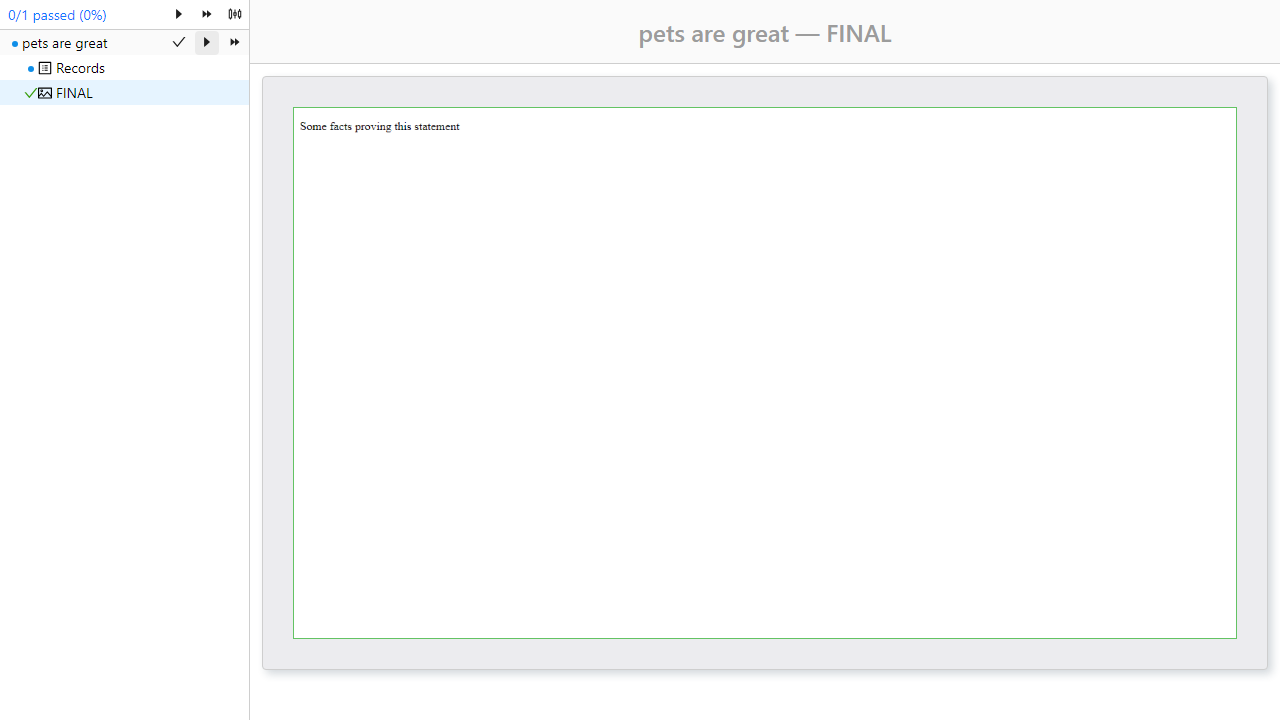 0/1 passed (0%)
pets are great
Records
FINAL
pets are great — FINAL
Some facts proving this statement